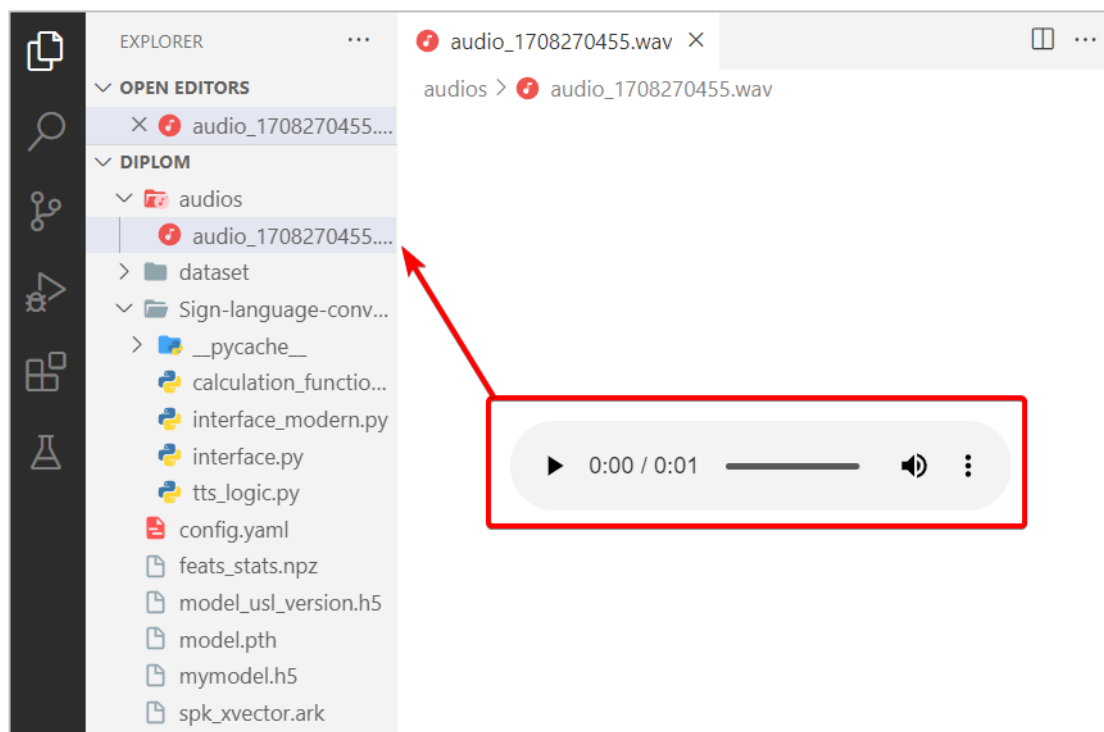 EXPLORER ...
OPEN EDITORS
audio_1708270455....
DIPLOM
audios
audio_1708270455....
dataset
Sign-language-conv...
__pycache__
calculation_functio...
interface_modern.py
interface.py
tts_logic.py
config.yaml
feats_stats.npz
model_usl_version.h5
model.pth
mymodel.h5
spk_xvector.ark
audio_1708270455.wav
audios > audio_1708270455.wav
0:00 / 0:01